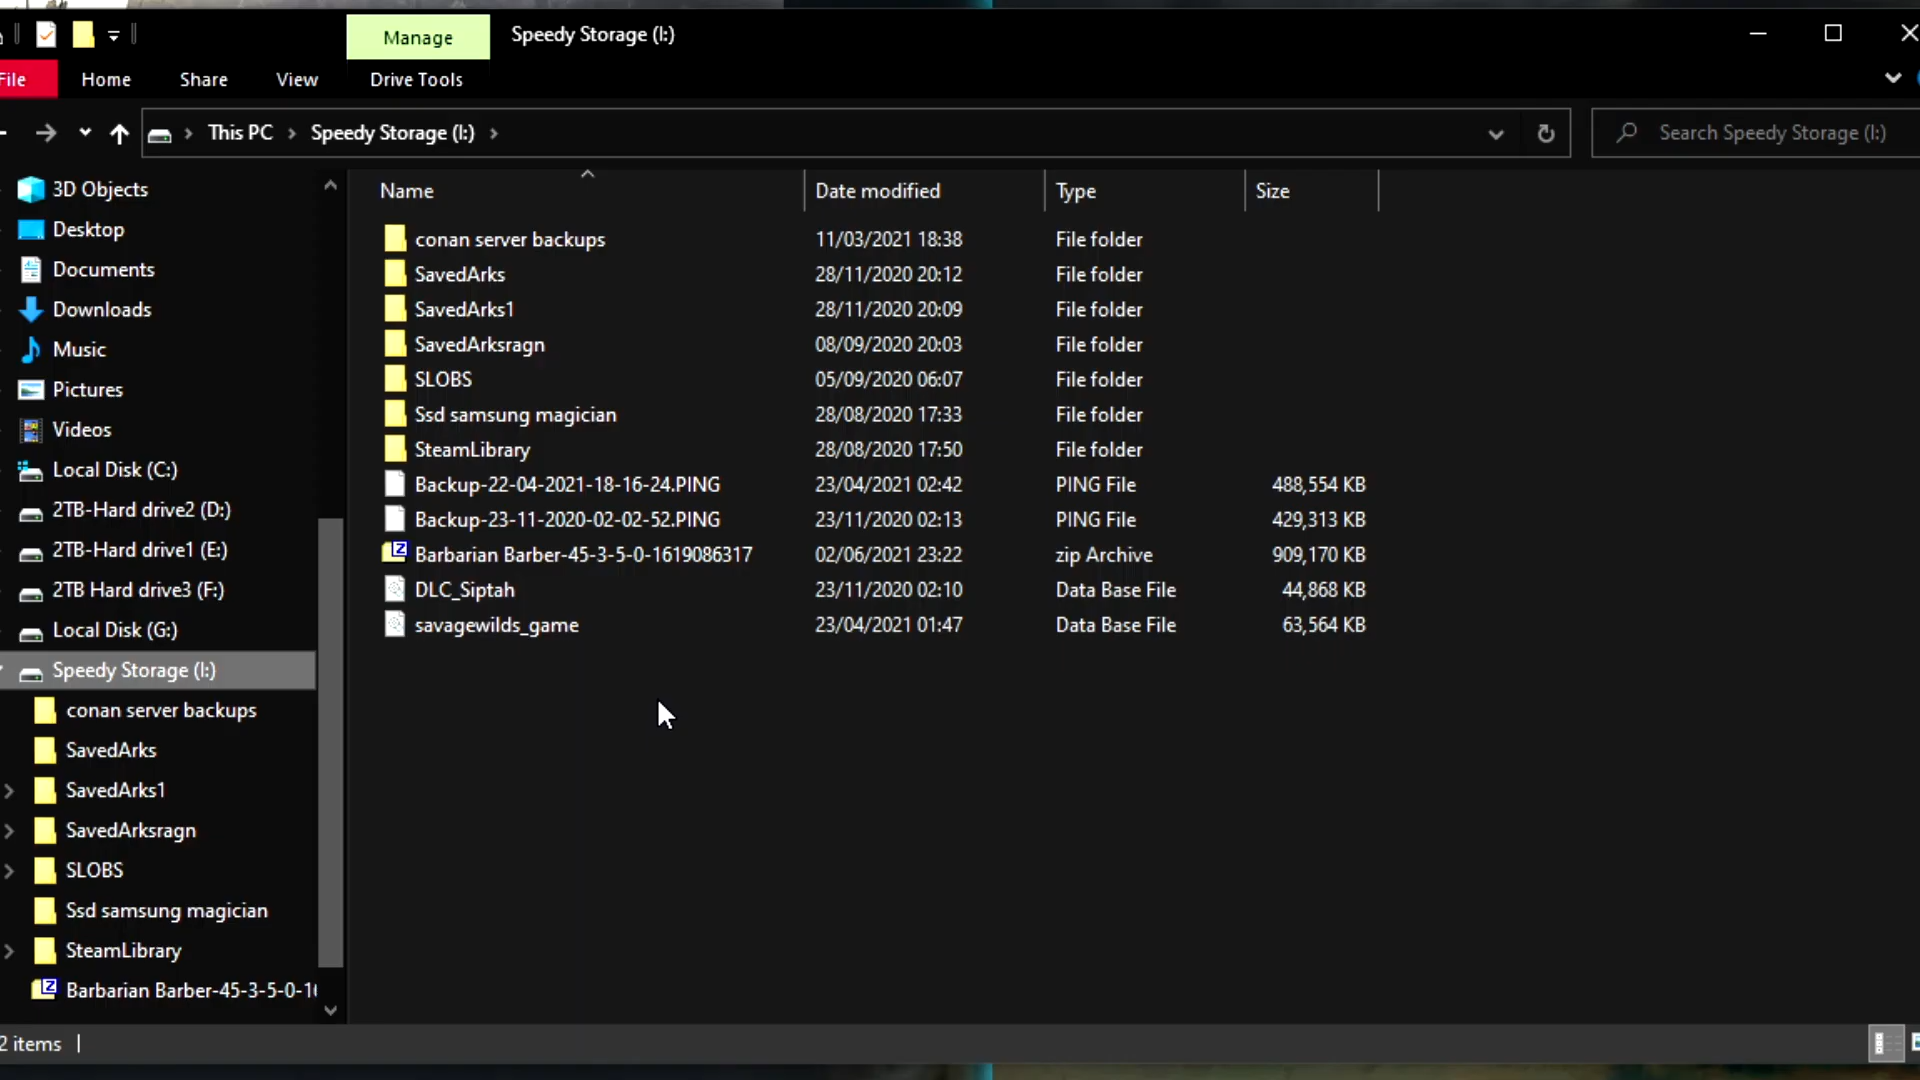 Manage
Speedy Storage (I:)
File
Home
Share
View
Drive Tools
This PC
Speedy Storage (I:)
Search Speedy Storage (I:)
Name
Date modified
Type
Size
conan server backups 11/03/2021 18:38 File folder
SavedArks 28/11/2020 20:12 File folder
SavedArks1 28/11/2020 20:09 File folder
SavedArksragn 08/09/2020 20:03 File folder
SLOBS 05/09/2020 06:07 File folder
Ssd samsung magician 28/08/2020 17:33 File folder
SteamLibrary 28/08/2020 17:50 File folder
Backup-22-04-2021-18-16-24.PING 23/04/2021 02:42 PING File 488,554 KB
Backup-23-11-2020-02-02-52.PING 23/11/2020 02:13 PING File 429,313 KB
Barbarian Barber-45-3-5-0-1619086317 02/06/2021 23:22 zip Archive 909,170 KB
DLC_Siptah 23/11/2020 02:10 Data Base File 44,868 KB
savagewilds_game 23/04/2021 01:47 Data Base File 63,564 KB
3D Objects
Desktop
Documents
Downloads
Music
Pictures
Videos
Local Disk (C:)
2TB-Hard drive2 (D:)
2TB-Hard drive1 (E:)
2TB Hard drive3 (F:)
Local Disk (G:)
Speedy Storage (I:)
conan server backups
SavedArks
SavedArks1
SavedArksragn
SLOBS
Ssd samsung magician
SteamLibrary
Barbarian Barber-45-3-5-0-16
2 items